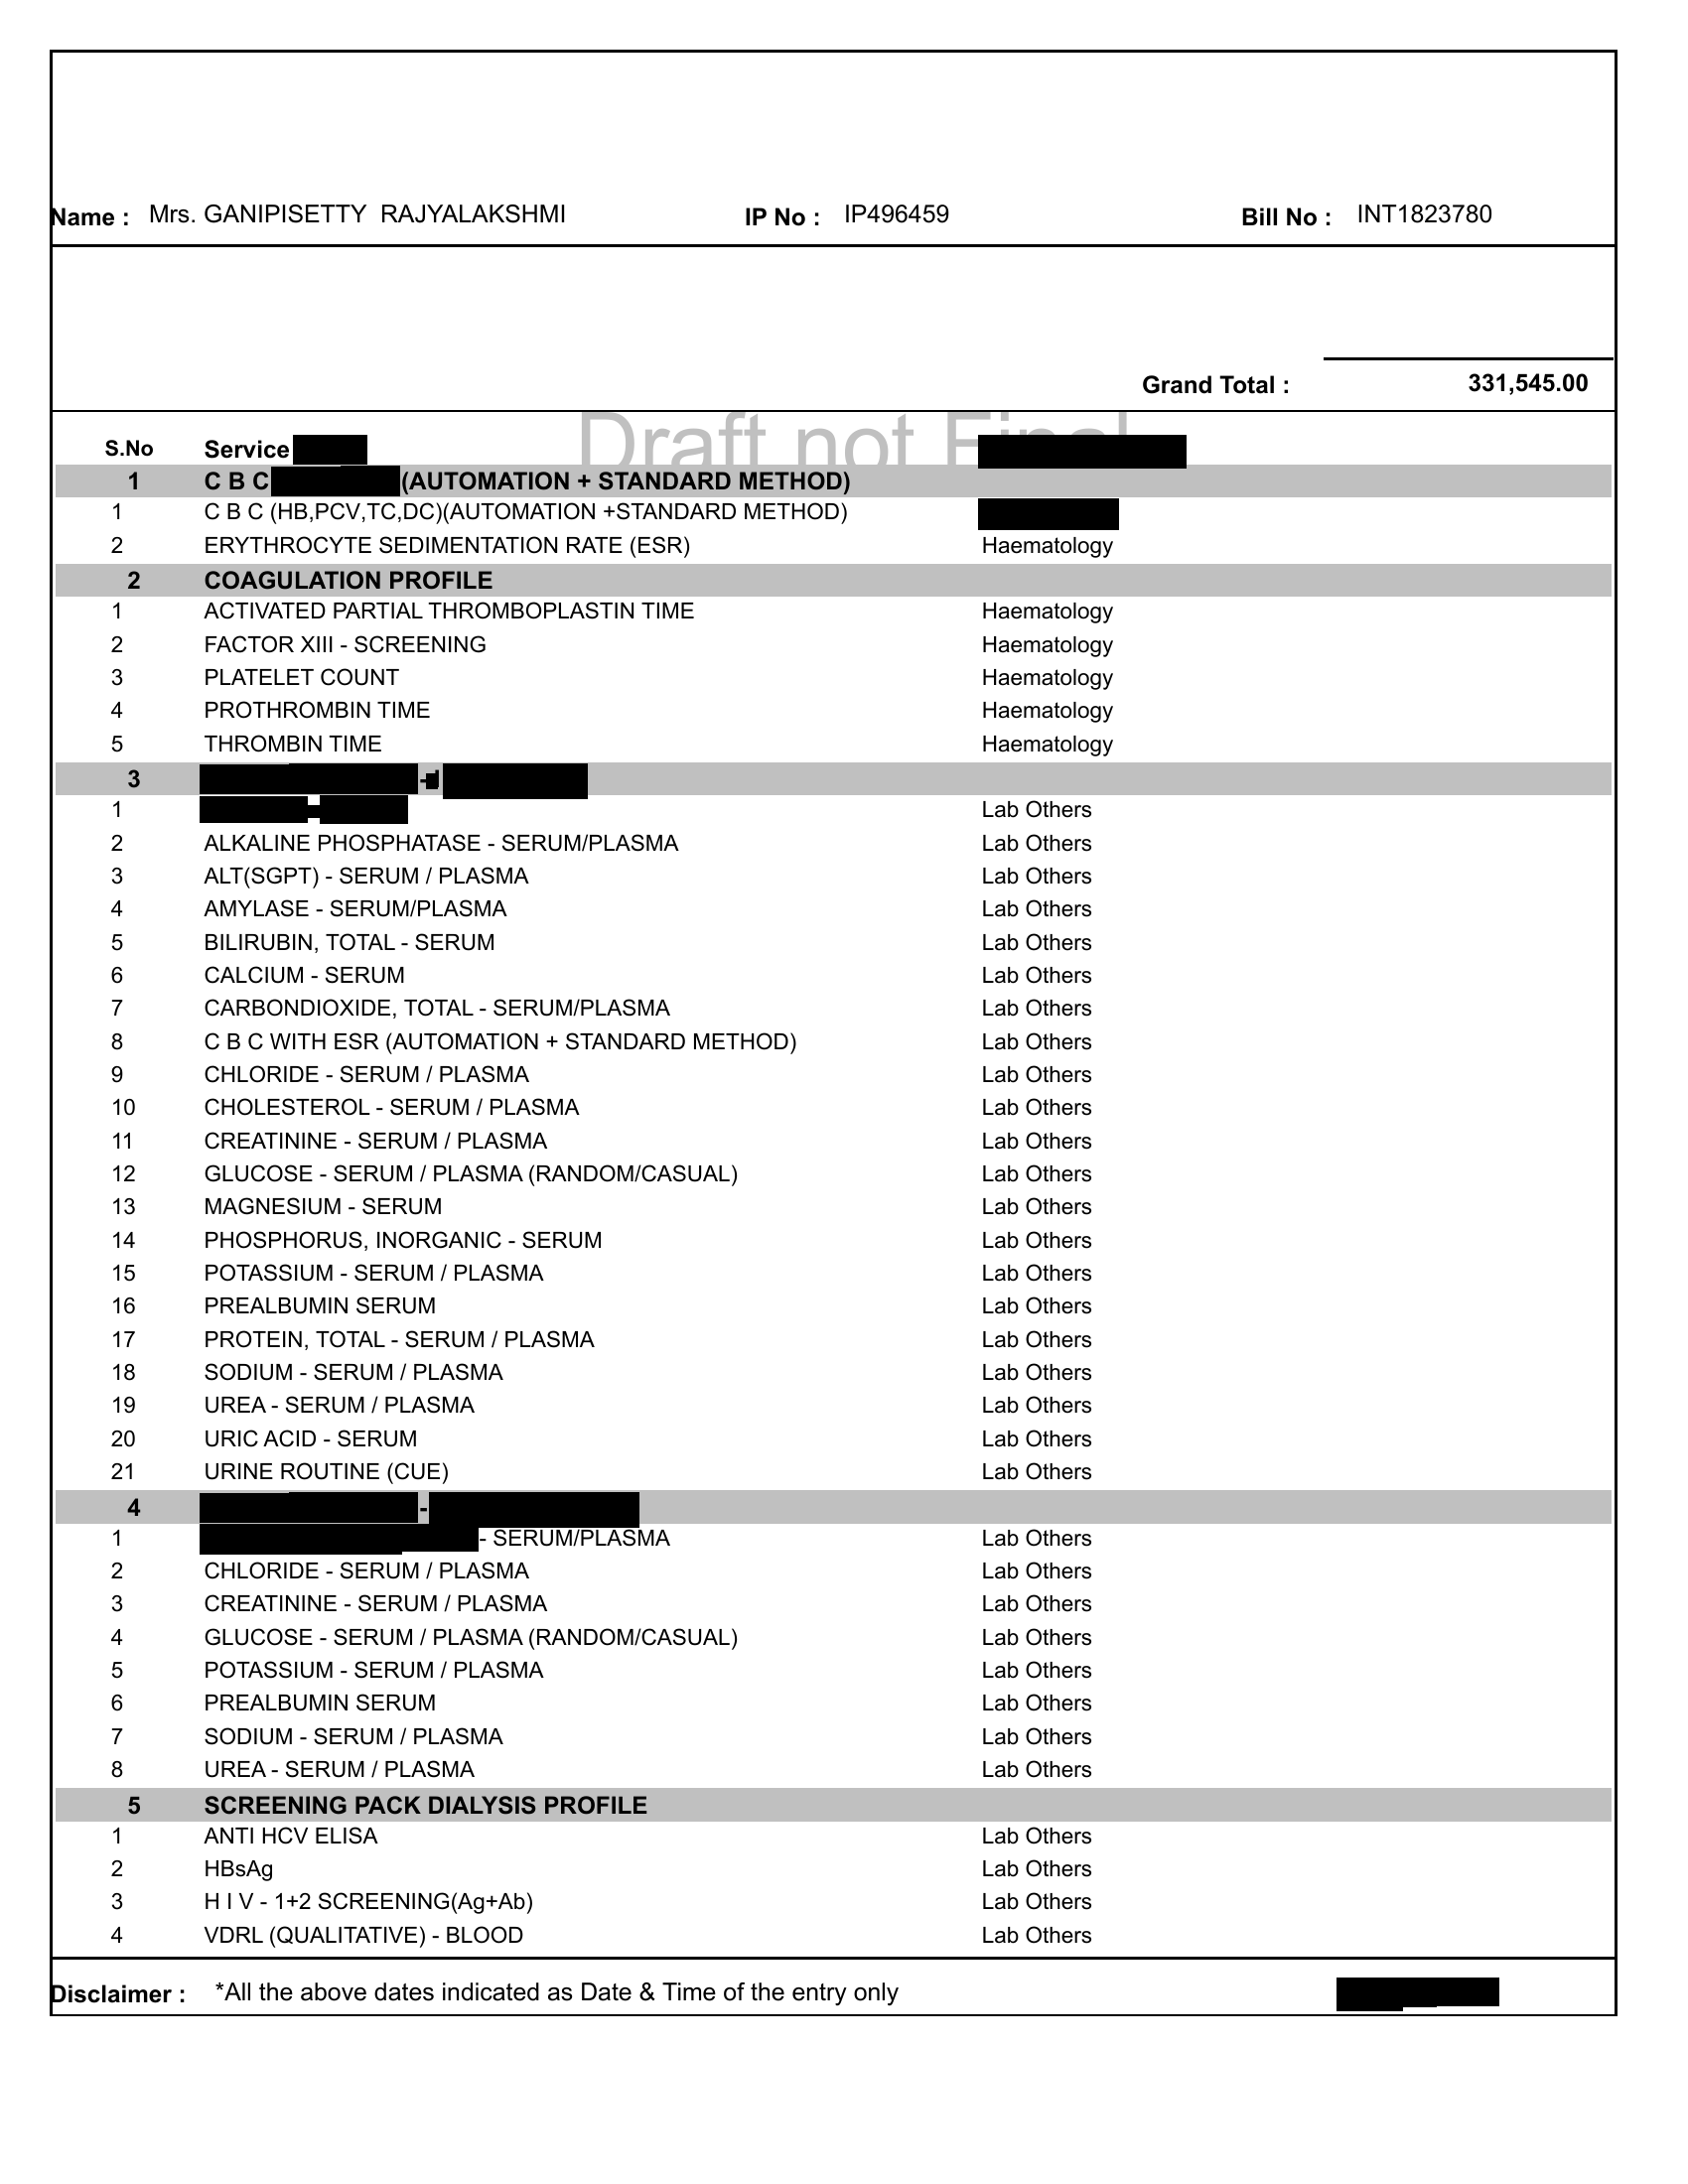 Name : Mrs. GANIPISETTY RAJYALAKSHMI IP No : IP496459 Bill No : INT1823780
Grand Total : 331,545.00
Draft not Final
S.No Service
1 C B C (AUTOMATION + STANDARD METHOD)
1 C B C (HB,PCV,TC,DC)(AUTOMATION +STANDARD METHOD)
2 ERYTHROCYTE SEDIMENTATION RATE (ESR) Haematology
2 COAGULATION PROFILE
1 ACTIVATED PARTIAL THROMBOPLASTIN TIME Haematology
2 FACTOR XIII - SCREENING Haematology
3 PLATELET COUNT Haematology
4 PROTHROMBIN TIME Haematology
5 THROMBIN TIME Haematology
3 -
1 Lab Others
2 ALKALINE PHOSPHATASE - SERUM/PLASMA Lab Others
3 ALT(SGPT) - SERUM / PLASMA Lab Others
4 AMYLASE - SERUM/PLASMA Lab Others
5 BILIRUBIN, TOTAL - SERUM Lab Others
6 CALCIUM - SERUM Lab Others
7 CARBONDIOXIDE, TOTAL - SERUM/PLASMA Lab Others
8 C B C WITH ESR (AUTOMATION + STANDARD METHOD) Lab Others
9 CHLORIDE - SERUM / PLASMA Lab Others
10 CHOLESTEROL - SERUM / PLASMA Lab Others
11 CREATININE - SERUM / PLASMA Lab Others
12 GLUCOSE - SERUM / PLASMA (RANDOM/CASUAL) Lab Others
13 MAGNESIUM - SERUM Lab Others
14 PHOSPHORUS, INORGANIC - SERUM Lab Others
15 POTASSIUM - SERUM / PLASMA Lab Others
16 PREALBUMIN SERUM Lab Others
17 PROTEIN, TOTAL - SERUM / PLASMA Lab Others
18 SODIUM - SERUM / PLASMA Lab Others
19 UREA - SERUM / PLASMA Lab Others
20 URIC ACID - SERUM Lab Others
21 URINE ROUTINE (CUE) Lab Others
4 -
1 - SERUM/PLASMA Lab Others
2 CHLORIDE - SERUM / PLASMA Lab Others
3 CREATININE - SERUM / PLASMA Lab Others
4 GLUCOSE - SERUM / PLASMA (RANDOM/CASUAL) Lab Others
5 POTASSIUM - SERUM / PLASMA Lab Others
6 PREALBUMIN SERUM Lab Others
7 SODIUM - SERUM / PLASMA Lab Others
8 UREA - SERUM / PLASMA Lab Others
5 SCREENING PACK DIALYSIS PROFILE
1 ANTI HCV ELISA Lab Others
2 HBsAg Lab Others
3 H I V - 1+2 SCREENING(Ag+Ab) Lab Others
4 VDRL (QUALITATIVE) - BLOOD Lab Others
Disclaimer : *All the above dates indicated as Date & Time of the entry only